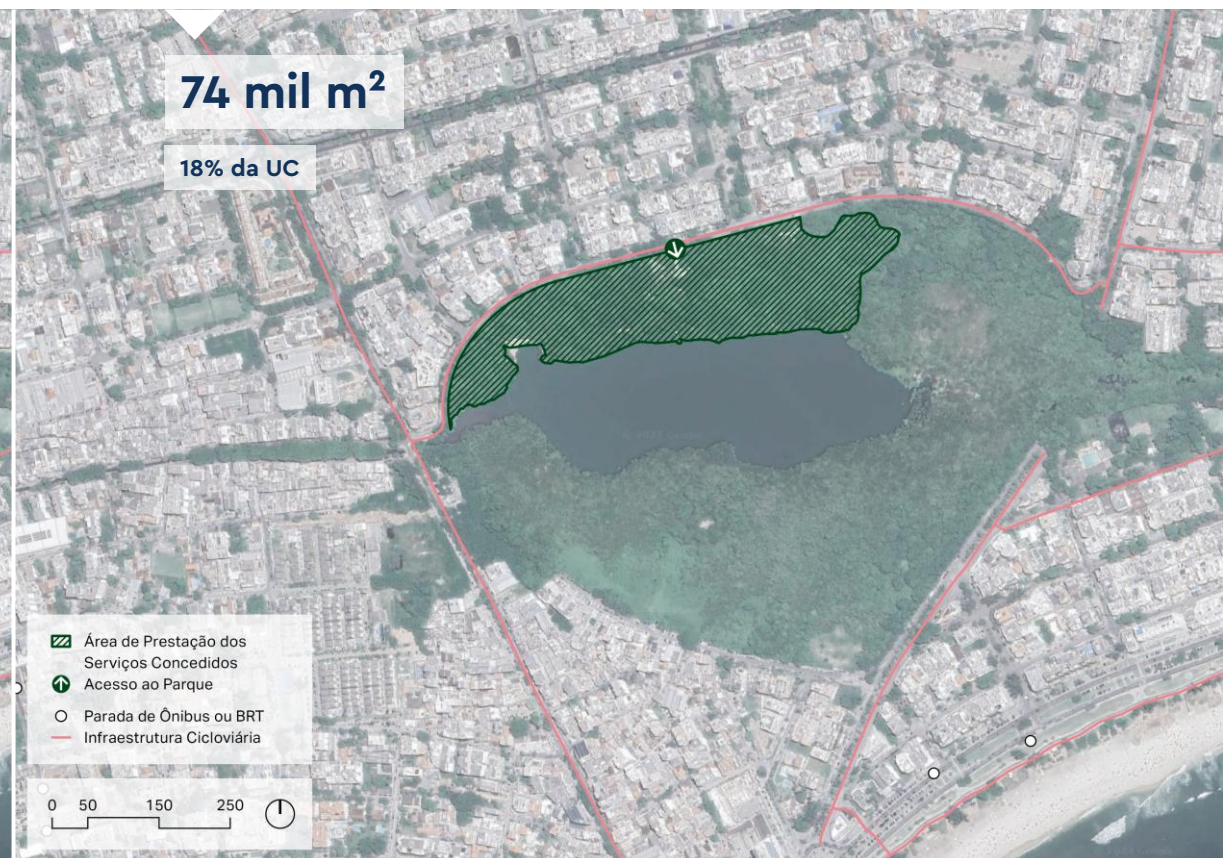 74 mil m²
18% da UC
Área de Prestação dos
Serviços Concedidos
Acesso ao Parque
Parada de Ônibus ou BRT
Infraestrutura Cicloviária
0 50 150 250